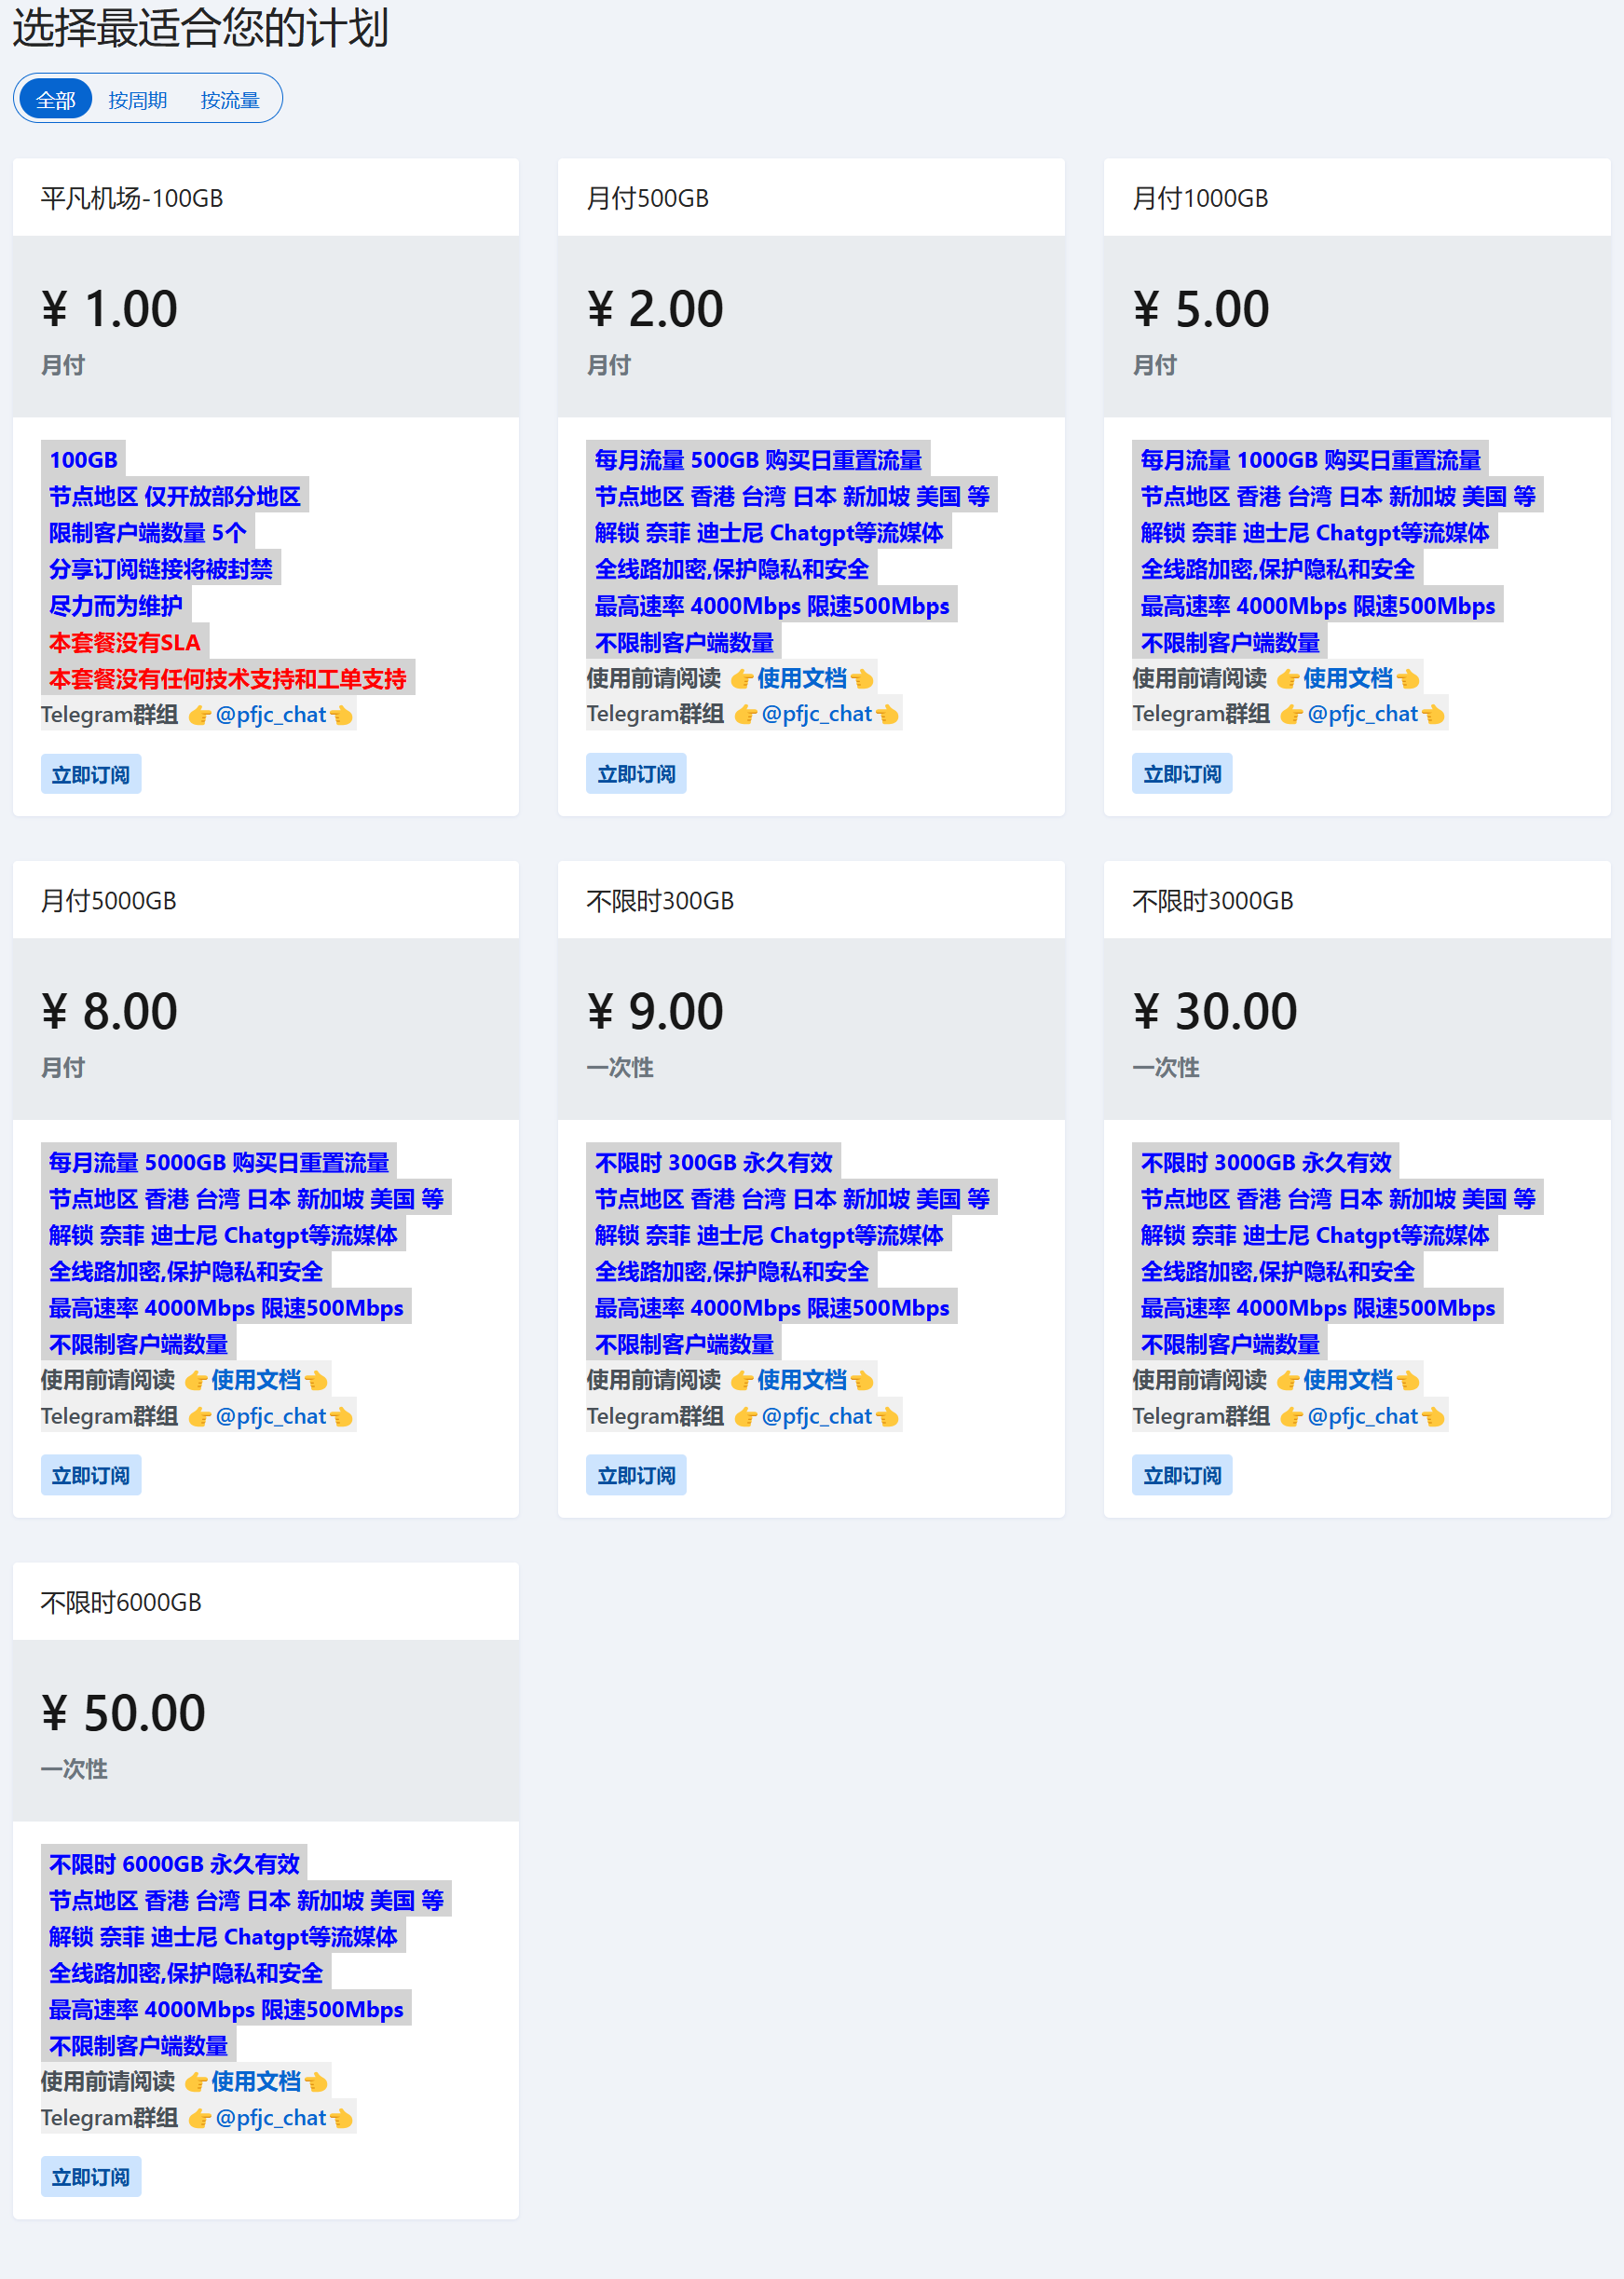 选择最适合您的计划
全部 按周期 按流量
平凡机场-100GB
¥ 1.00
月付
100GB
节点地区 仅开放部分地区
限制客户端数量 5个
分享订阅链接将被封禁
尽力而为维护
本套餐没有SLA
本套餐没有任何技术支持和工单支持
Telegram群组 👉@pfjc_chat👈
立即订阅
月付500GB
¥ 2.00
月付
每月流量 500GB 购买日重置流量
节点地区 香港 台湾 日本 新加坡 美国 等
解锁 奈菲 迪士尼 Chatgpt等流媒体
全线路加密,保护隐私和安全
最高速率 4000Mbps 限速500Mbps
不限制客户端数量
使用前请阅读 👉使用文档👈
Telegram群组 👉@pfjc_chat👈
立即订阅
月付1000GB
¥ 5.00
月付
每月流量 1000GB 购买日重置流量
节点地区 香港 台湾 日本 新加坡 美国 等
解锁 奈菲 迪士尼 Chatgpt等流媒体
全线路加密,保护隐私和安全
最高速率 4000Mbps 限速500Mbps
不限制客户端数量
使用前请阅读 👉使用文档👈
Telegram群组 👉@pfjc_chat👈
立即订阅
月付5000GB
¥ 8.00
月付
每月流量 5000GB 购买日重置流量
节点地区 香港 台湾 日本 新加坡 美国 等
解锁 奈菲 迪士尼 Chatgpt等流媒体
全线路加密,保护隐私和安全
最高速率 4000Mbps 限速500Mbps
不限制客户端数量
使用前请阅读 👉使用文档👈
Telegram群组 👉@pfjc_chat👈
立即订阅
不限时300GB
¥ 9.00
一次性
不限时 300GB 永久有效
节点地区 香港 台湾 日本 新加坡 美国 等
解锁 奈菲 迪士尼 Chatgpt等流媒体
全线路加密,保护隐私和安全
最高速率 4000Mbps 限速500Mbps
不限制客户端数量
使用前请阅读 👉使用文档👈
Telegram群组 👉@pfjc_chat👈
立即订阅
不限时3000GB
¥ 30.00
一次性
不限时 3000GB 永久有效
节点地区 香港 台湾 日本 新加坡 美国 等
解锁 奈菲 迪士尼 Chatgpt等流媒体
全线路加密,保护隐私和安全
最高速率 4000Mbps 限速500Mbps
不限制客户端数量
使用前请阅读 👉使用文档👈
Telegram群组 👉@pfjc_chat👈
立即订阅
不限时6000GB
¥ 50.00
一次性
不限时 6000GB 永久有效
节点地区 香港 台湾 日本 新加坡 美国 等
解锁 奈菲 迪士尼 Chatgpt等流媒体
全线路加密,保护隐私和安全
最高速率 4000Mbps 限速500Mbps
不限制客户端数量
使用前请阅读 👉使用文档👈
Telegram群组 👉@pfjc_chat👈
立即订阅